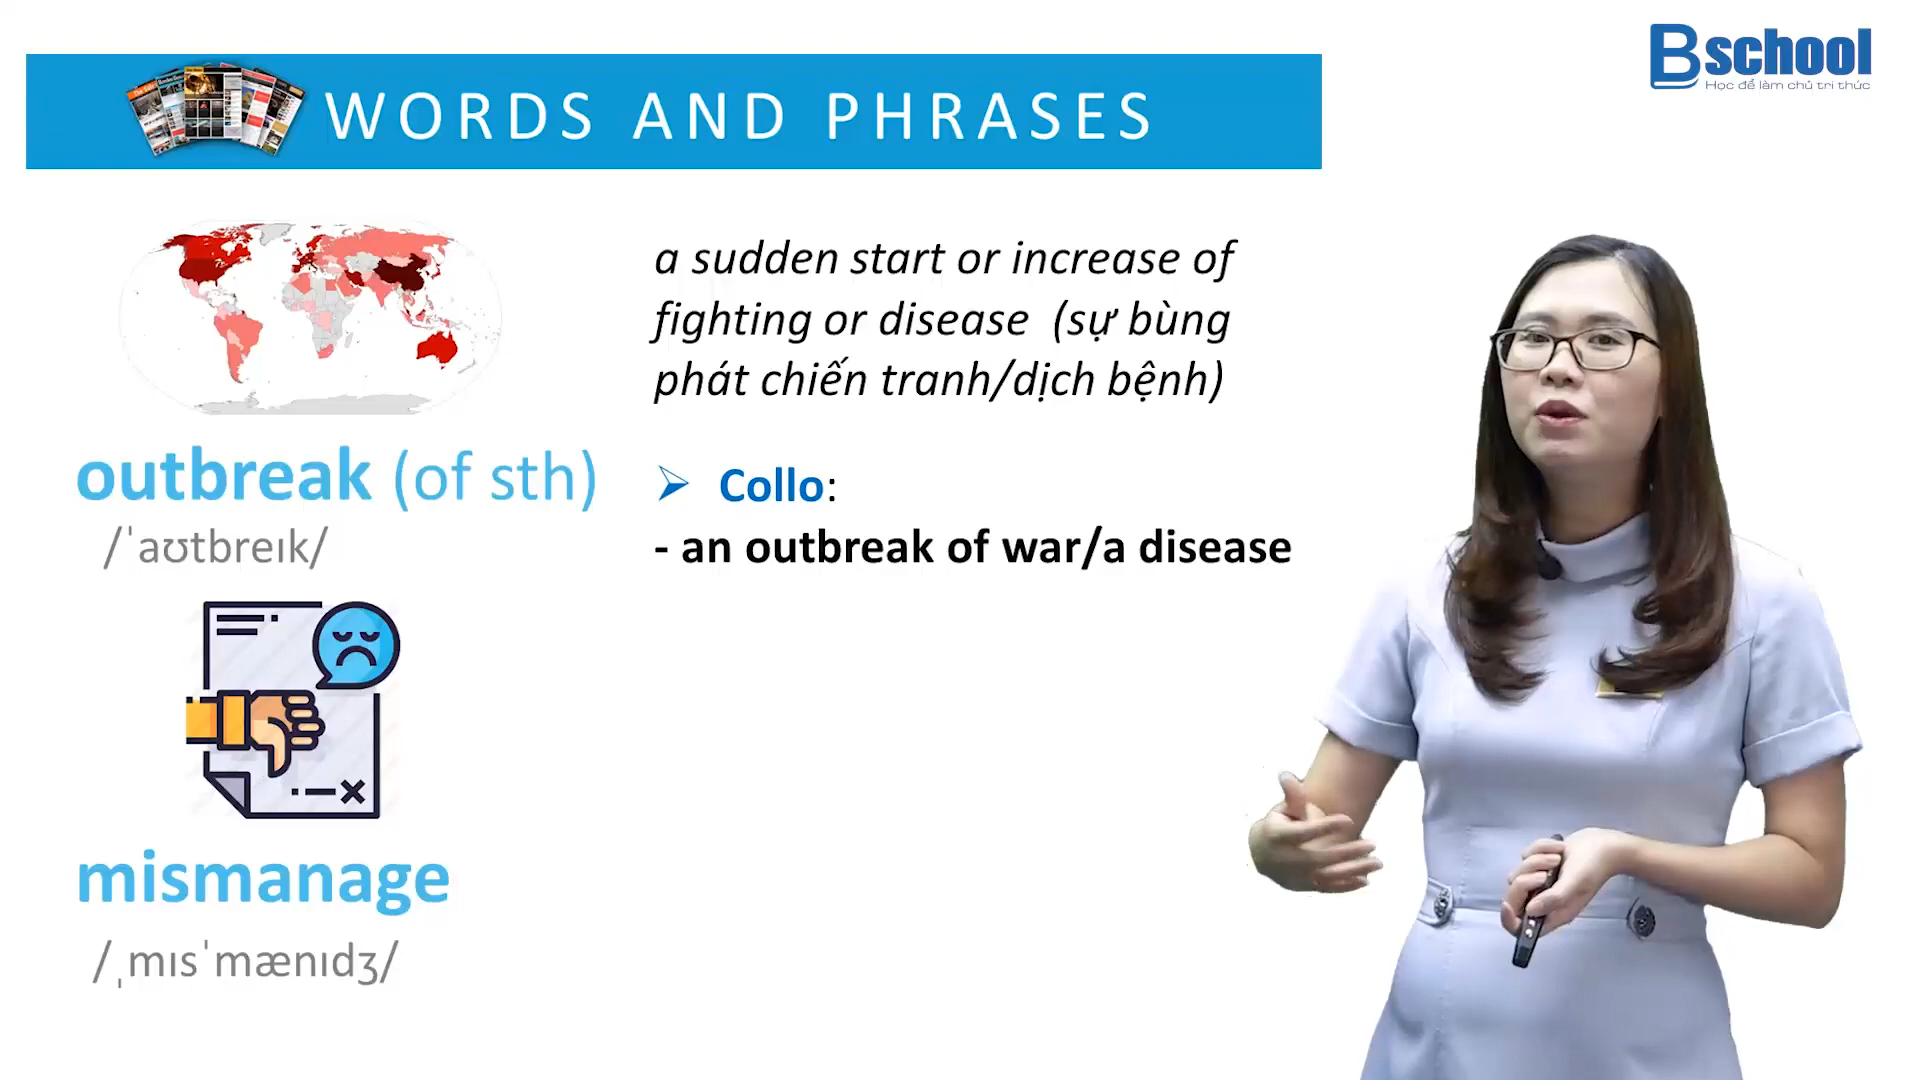 Bschool
Học để làm chủ tri thức
WORDS AND PHRASES
a sudden start or increase of
fighting or disease (sự bùng
phát chiến tranh/dịch bệnh)
outbreak (of sth)
/ˈaʊtbreɪk/
➢ Collo:
- an outbreak of war/a disease
mismanage
/ˌmɪsˈmænɪdʒ/